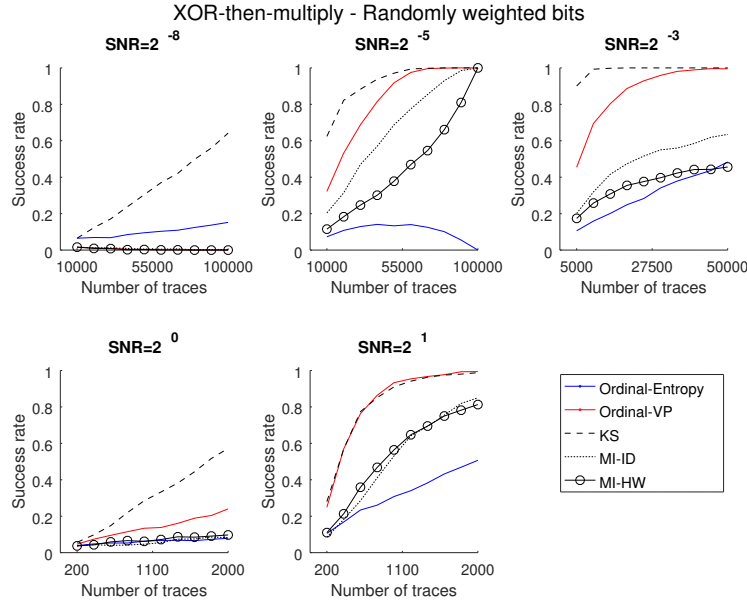 XOR-then-multiply - Randomly weighted bits
SNR=2 -8
SNR=2 -5
SNR=2 -3
Success rate
1
0.8
0.6
0.4
0.2
0
10000 55000 100000
Number of traces
Success rate
1
0.8
0.6
0.4
0.2
0
10000 55000 100000
Number of traces
Success rate
1
0.8
0.6
0.4
0.2
0
5000 27500 50000
Number of traces
SNR=2 0
SNR=2 1
Success rate
1
0.8
0.6
0.4
0.2
0
200 1100 2000
Number of traces
Success rate
1
0.8
0.6
0.4
0.2
0
200 1100 2000
Number of traces
Ordinal-Entropy
Ordinal-VP
KS
MI-ID
MI-HW